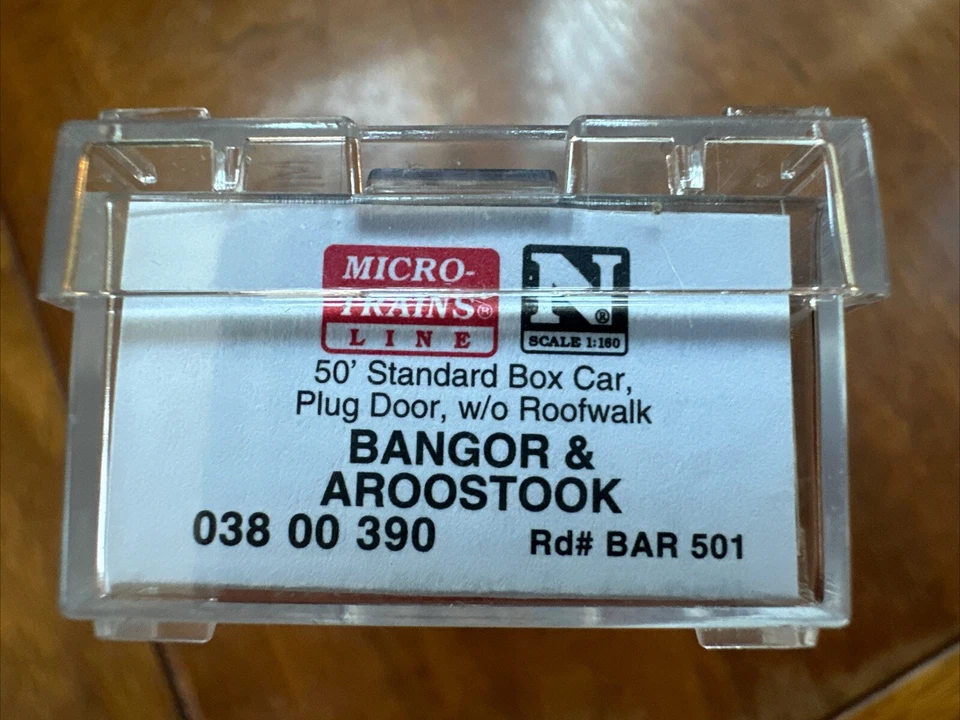 MICRO-
TRAINS®
LINE
N®
SCALE 1:160
50' Standard Box Car,
Plug Door, w/o Roofwalk
BANGOR &
AROOSTOOK
038 00 390 Rd# BAR 501